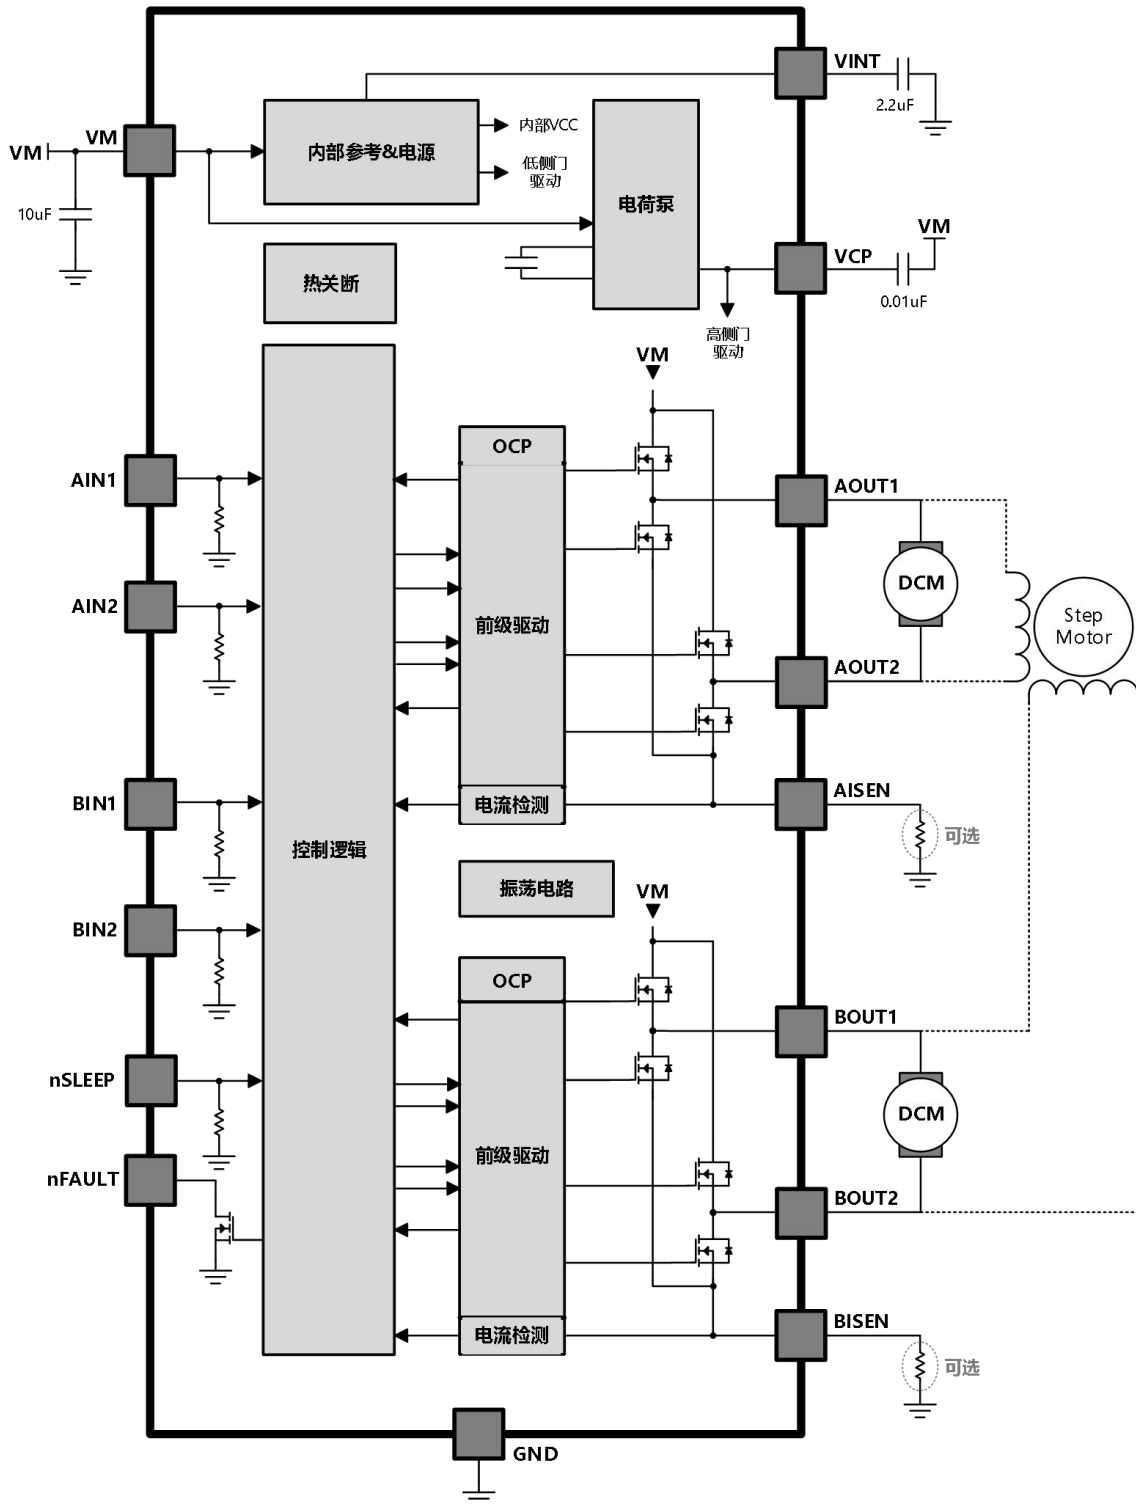 VINT
2.2uF
VM
VM
10uF
内部参考&电源
内部VCC
低侧门
驱动
电荷泵
VM
VCP
0.01uF
热关断
高侧门
驱动
VM
OCP
AIN1
AOUT1
DCM
Step
Motor
AIN2
前级驱动
AOUT2
BIN1
电流检测
AISEN
可选
控制逻辑
振荡电路
VM
BIN2
OCP
BOUT1
nSLEEP
DCM
nFAULT
前级驱动
BOUT2
电流检测
BISEN
可选
GND